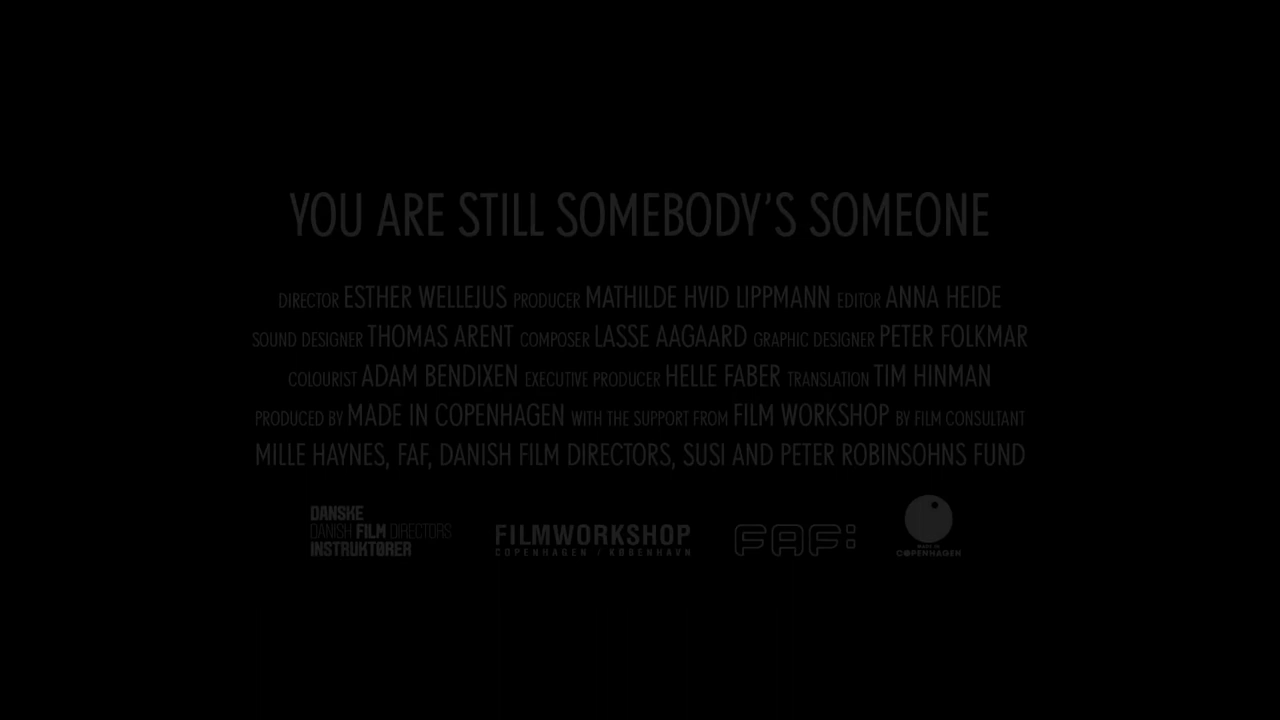 YOU ARE STILL SOMEBODY'S SOMEONE
DIRECTOR ESTHER WELLEJUS PRODUCER MATHILDE HVID LIPPMANN EDITOR ANNA HEIDE
SOUND DESIGNER THOMAS ARENT COMPOSER LASSE AAGAARD GRAPHIC DESIGNER PETER FOLKMAR
COLOURIST ADAM BENDIXEN EXECUTIVE PRODUCER HELLE FABER TRANSLATION TIM HINMAN
PRODUCED BY MADE IN COPENHAGEN WITH THE SUPPORT FROM FILM WORKSHOP BY FILM CONSULTANT
MILLE HAYNES, FAF, DANISH FILM DIRECTORS, SUSI AND PETER ROBINSOHNS FUND
DANSKE
DANISH FILM DIRECTORS
INSTRUKTØRER
FILMWORKSHOP
COPENHAGEN / KØBENHAVN
FAF:
MADE IN
COPENHAGEN